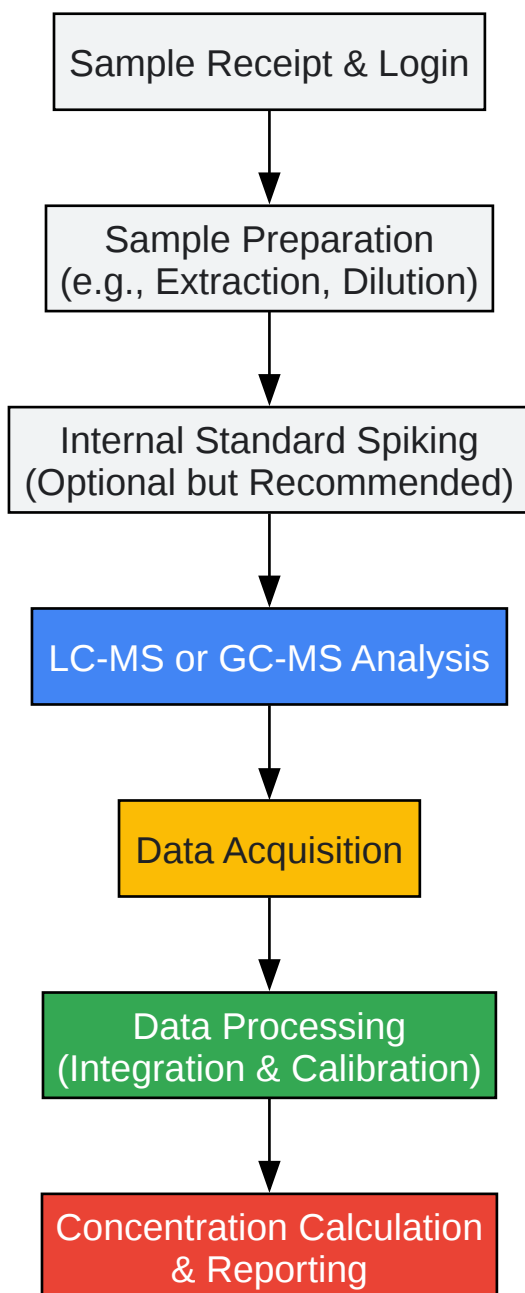 Sample Receipt & Login
Sample Preparation
(e.g., Extraction, Dilution)
Internal Standard Spiking
(Optional but Recommended)
LC-MS or GC-MS Analysis
Data Acquisition
Data Processing
(Integration & Calibration)
Concentration Calculation
& Reporting